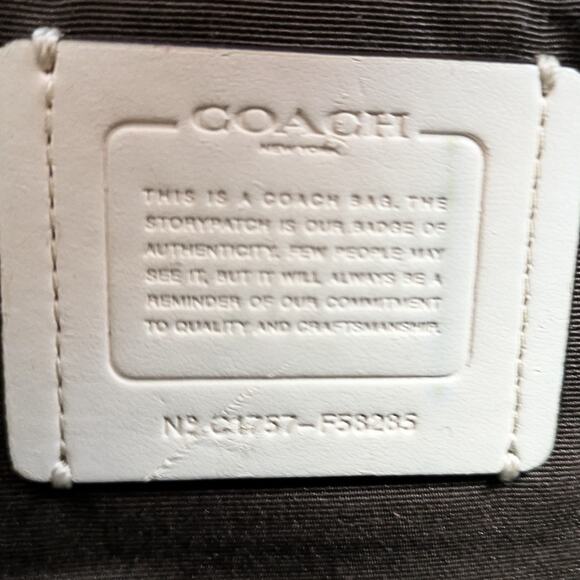 COACH
NEW YORK
THIS IS A COACH BAG. THE
STORYPATCH IS OUR BADGE OF
AUTHENTICITY. FEW PEOPLE MAY
SEE IT, BUT IT WILL ALWAYS BE A
REMINDER OF OUR COMMITMENT
TO QUALITY AND CRAFTSMANSHIP.
Nº C1757-F58285